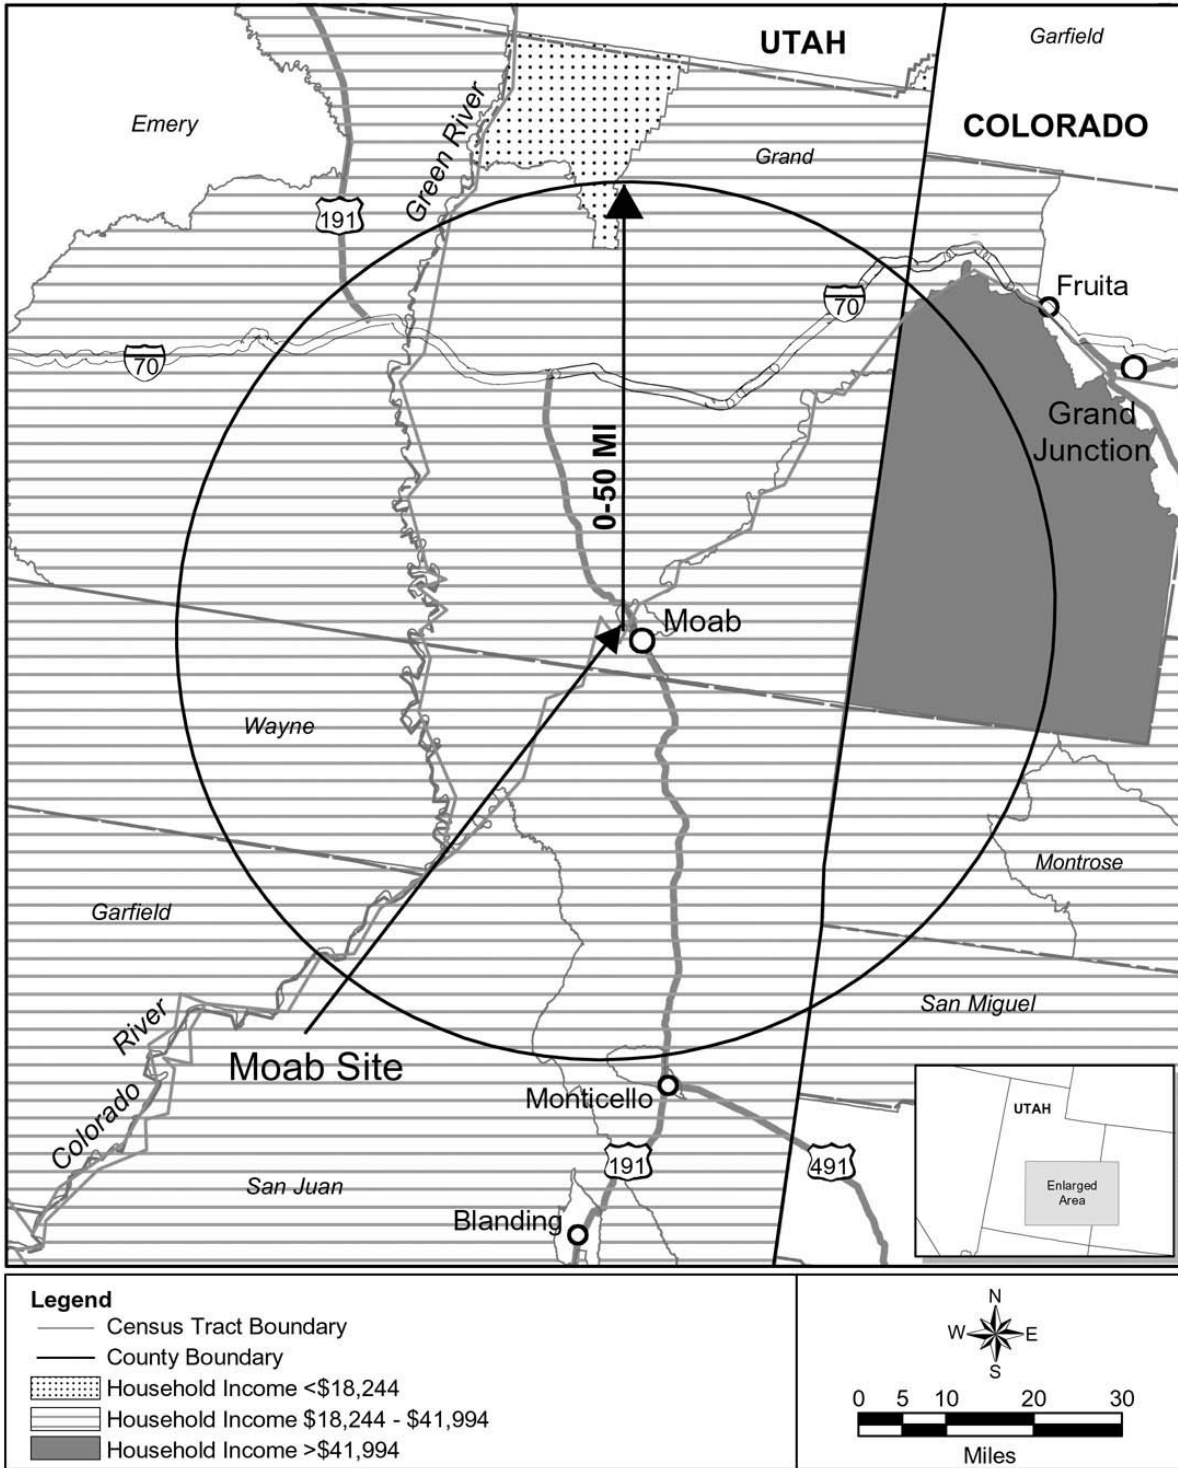 UTAH
Garfield
COLORADO
Emery
Green River
Grand
191
70
Fruita
70
Grand
Junction
0-50 MI
Moab
Wayne
Montrose
Garfield
San Miguel
Colorado River
Moab Site
Monticello
191
491
San Juan
Blanding
UTAH
Enlarged
Area
Legend
Census Tract Boundary
County Boundary
Household Income <$18,244
Household Income $18,244 - $41,994
Household Income >$41,994
N
W E
S
0 5 10 20 30
Miles